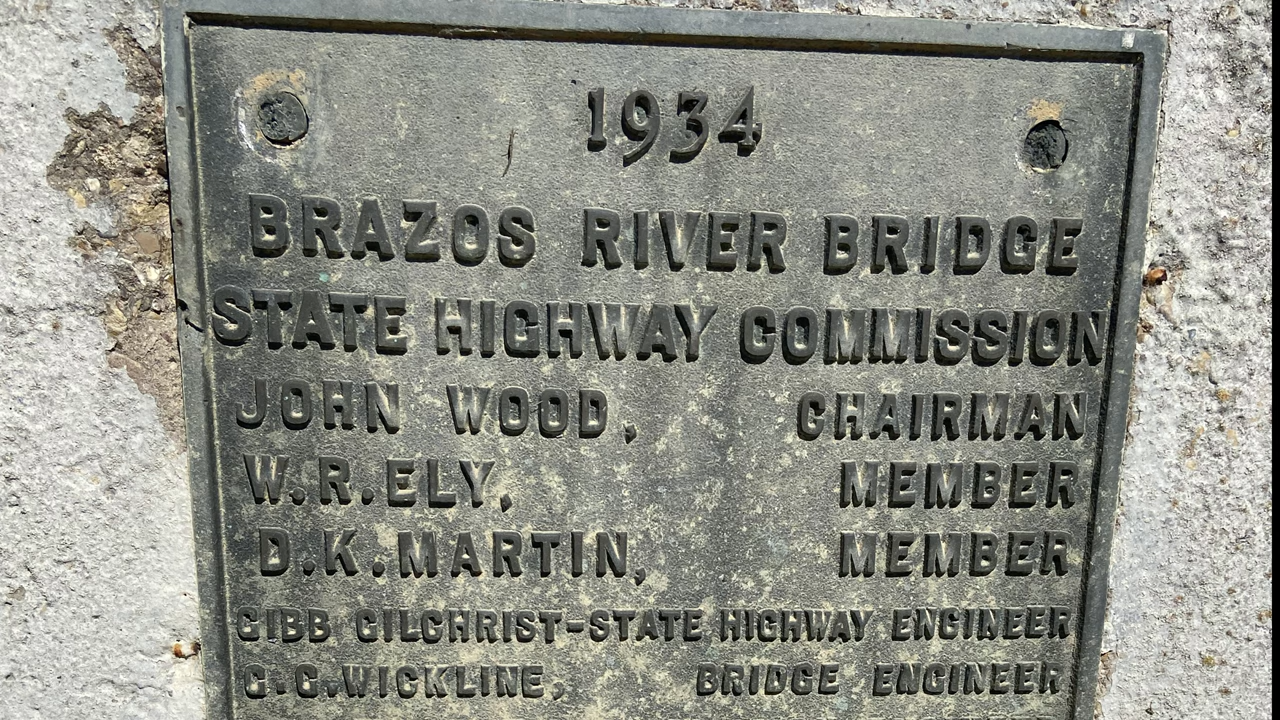 1934
BRAZOS RIVER BRIDGE
STATE HIGHWAY COMMISSION
JOHN WOOD, CHAIRMAN
W.R.ELY, MEMBER
D.K.MARTIN, MEMBER
GIBB GILCHRIST-STATE HIGHWAY ENGINEER
G.G.WICKLINE, BRIDGE ENGINEER